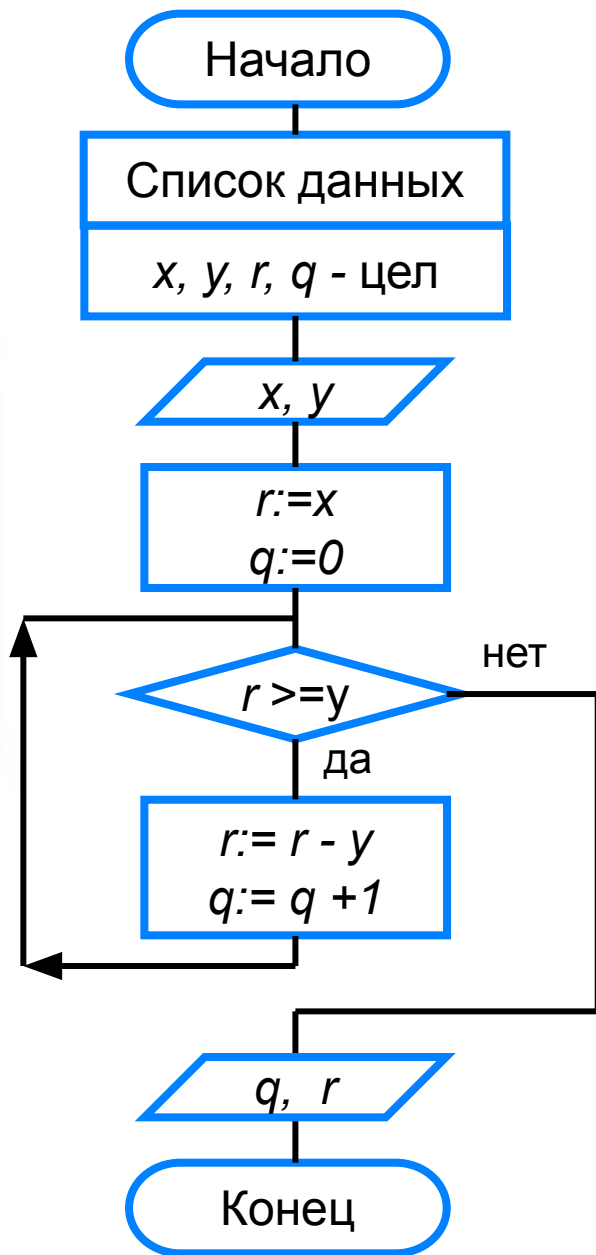 Начало
Список данных
x, y, r, q - цел
x, y
r:=x
q:=0
r >=y
нет
да
r:= r - y
q:= q +1
q, r
Конец